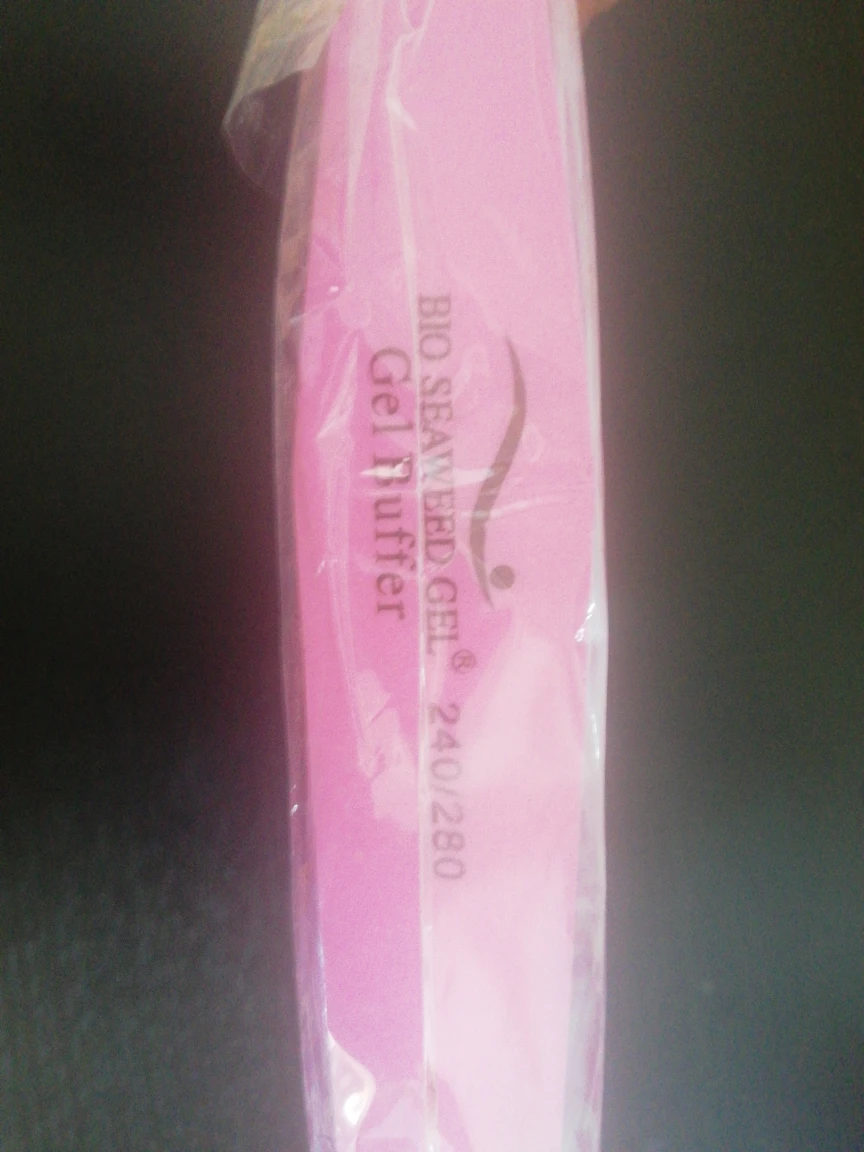 BIO SEAWEED GEL® 240/280
Gel Buffer